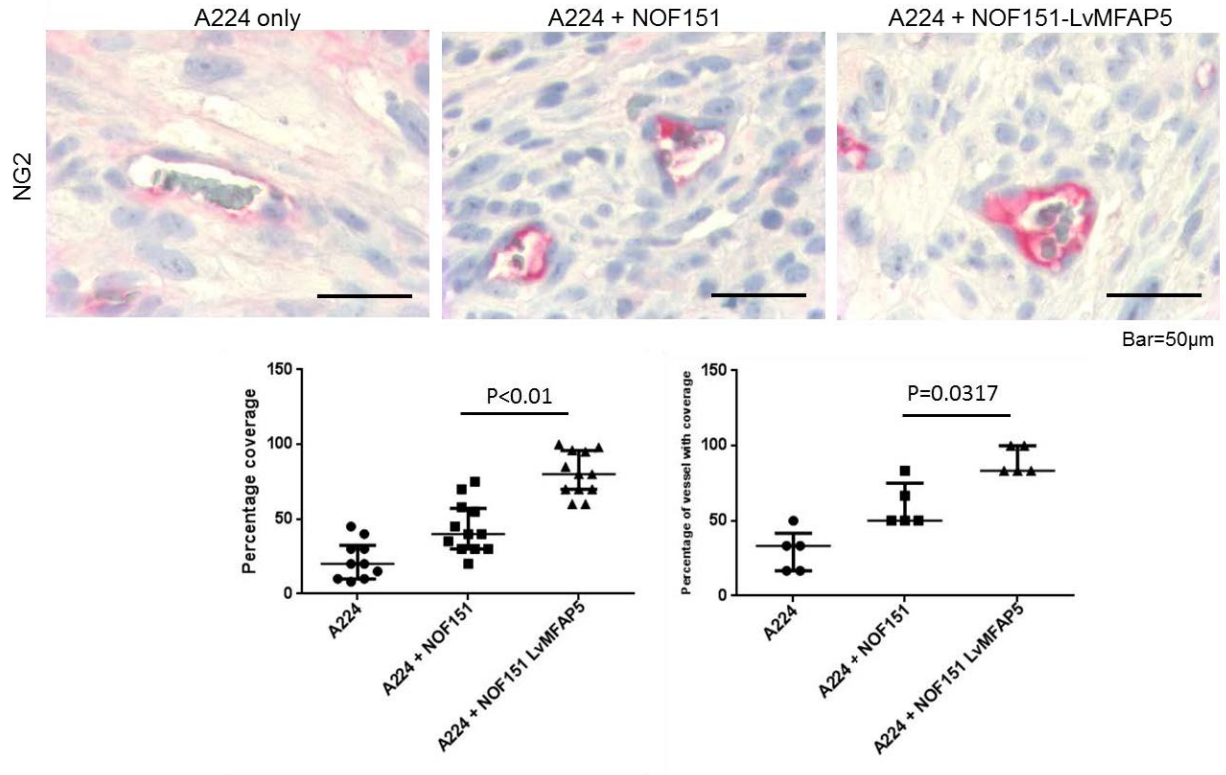 A224 only
A224 + NOF151
A224 + NOF151-LvMFAP5
NG2
Bar=50µm
Percentage coverage
150
100
50
0
P<0.01
A224
A224 + NOF151
A224 + NOF151 LvMFAP5
Percentage of vessel with coverage
150
100
50
0
P=0.0317
A224
A224 + NOF151
A224 + NOF151 LvMFAP5